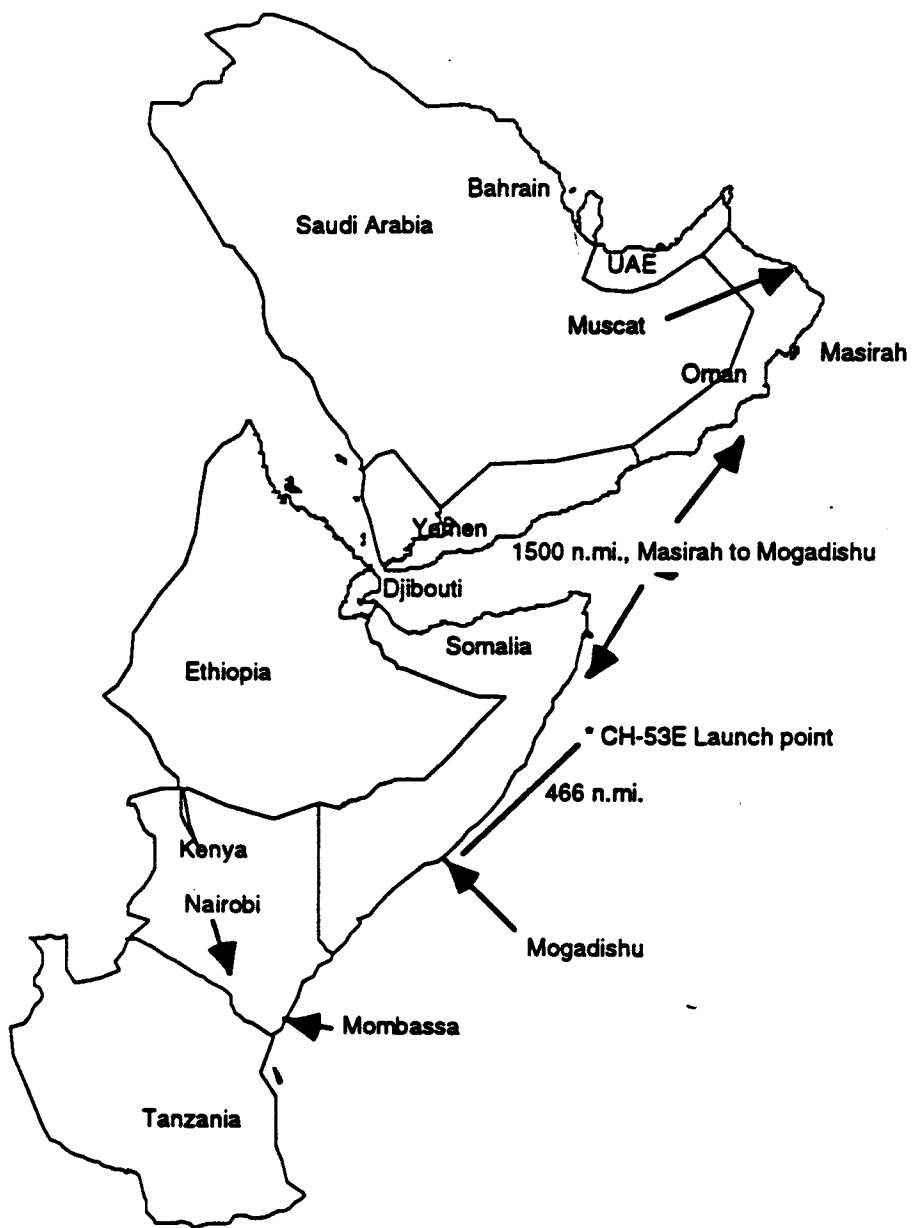 Bahrain
Saudi Arabia
UAE
Muscat
Masirah
Oman
Yemen
1500 n.mi., Masirah to Mogadishu
Djibouti
Somalia
Ethiopia
* CH-53E Launch point
466 n.mi.
Kenya
Nairobi
Mogadishu
Mombassa
Tanzania